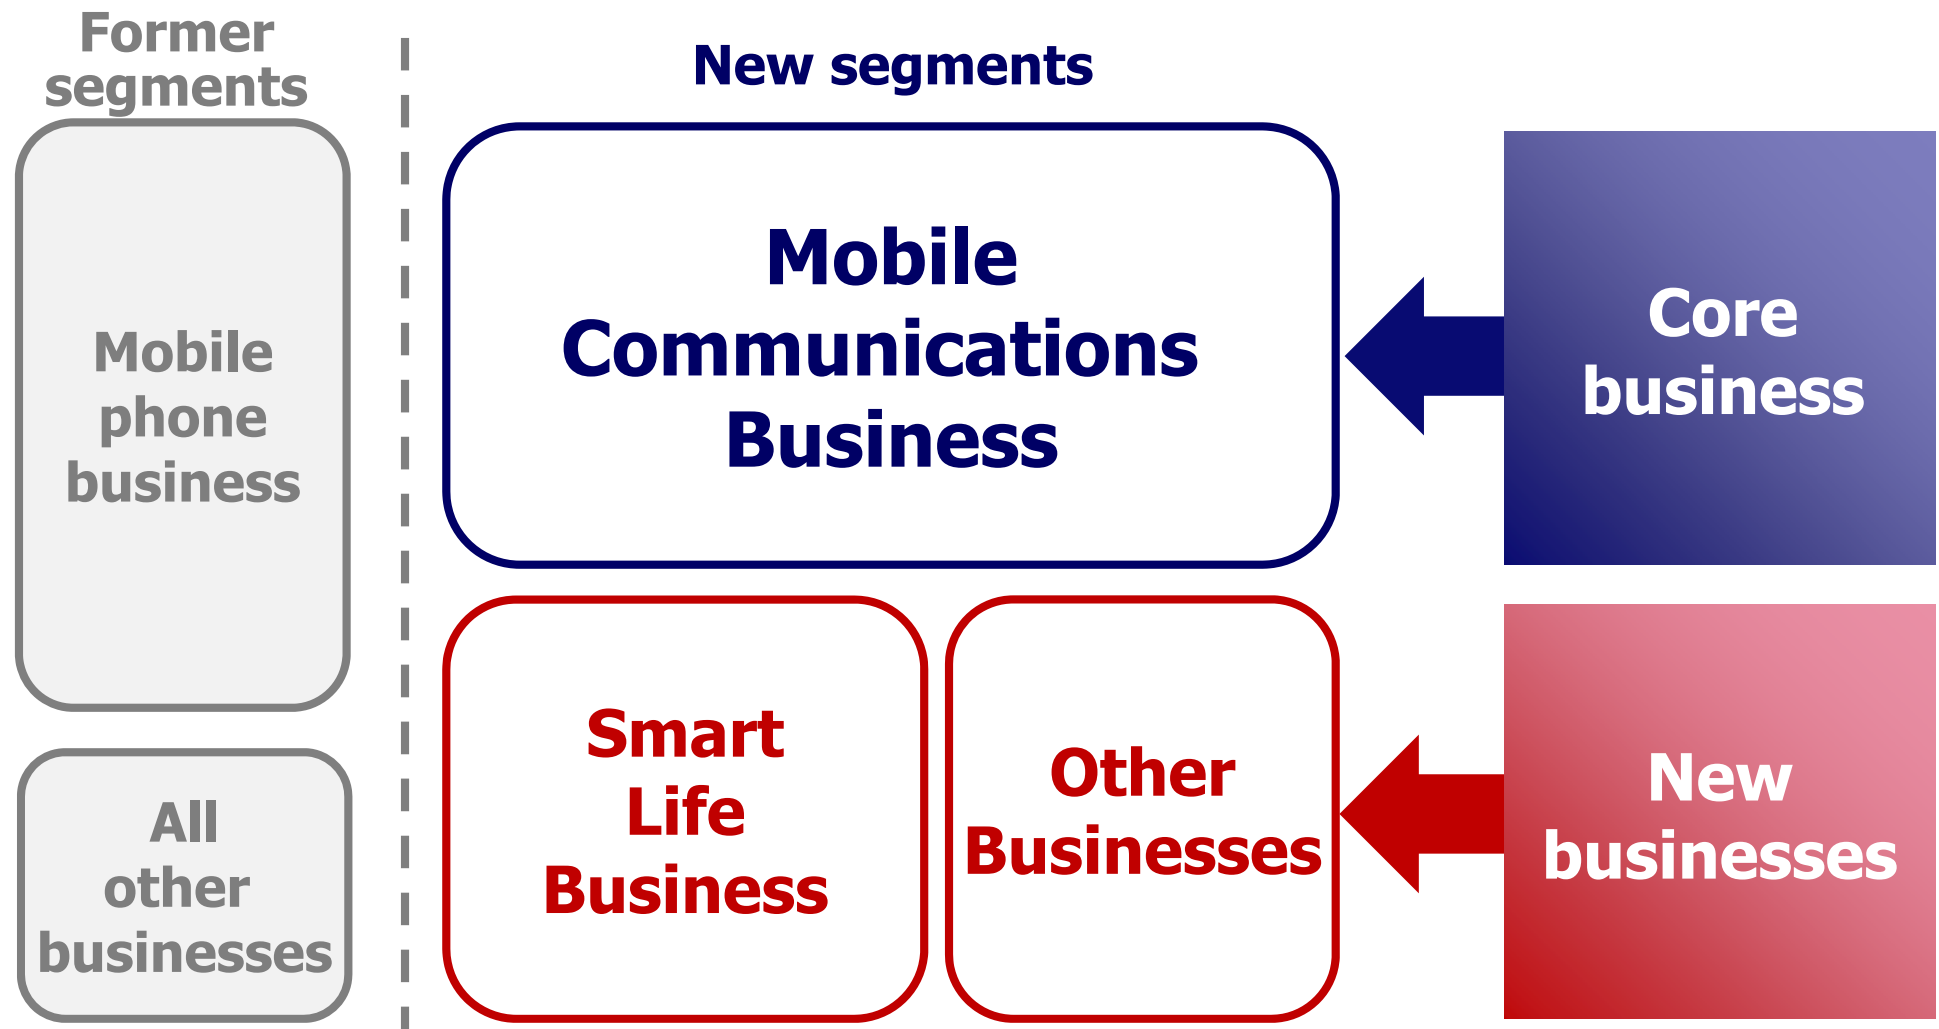 Former
segments
New segments
Mobile
phone
business
All
other
businesses
Mobile
Communications
Business
Smart
Life
Business
Other
Businesses
Core
business
New
businesses